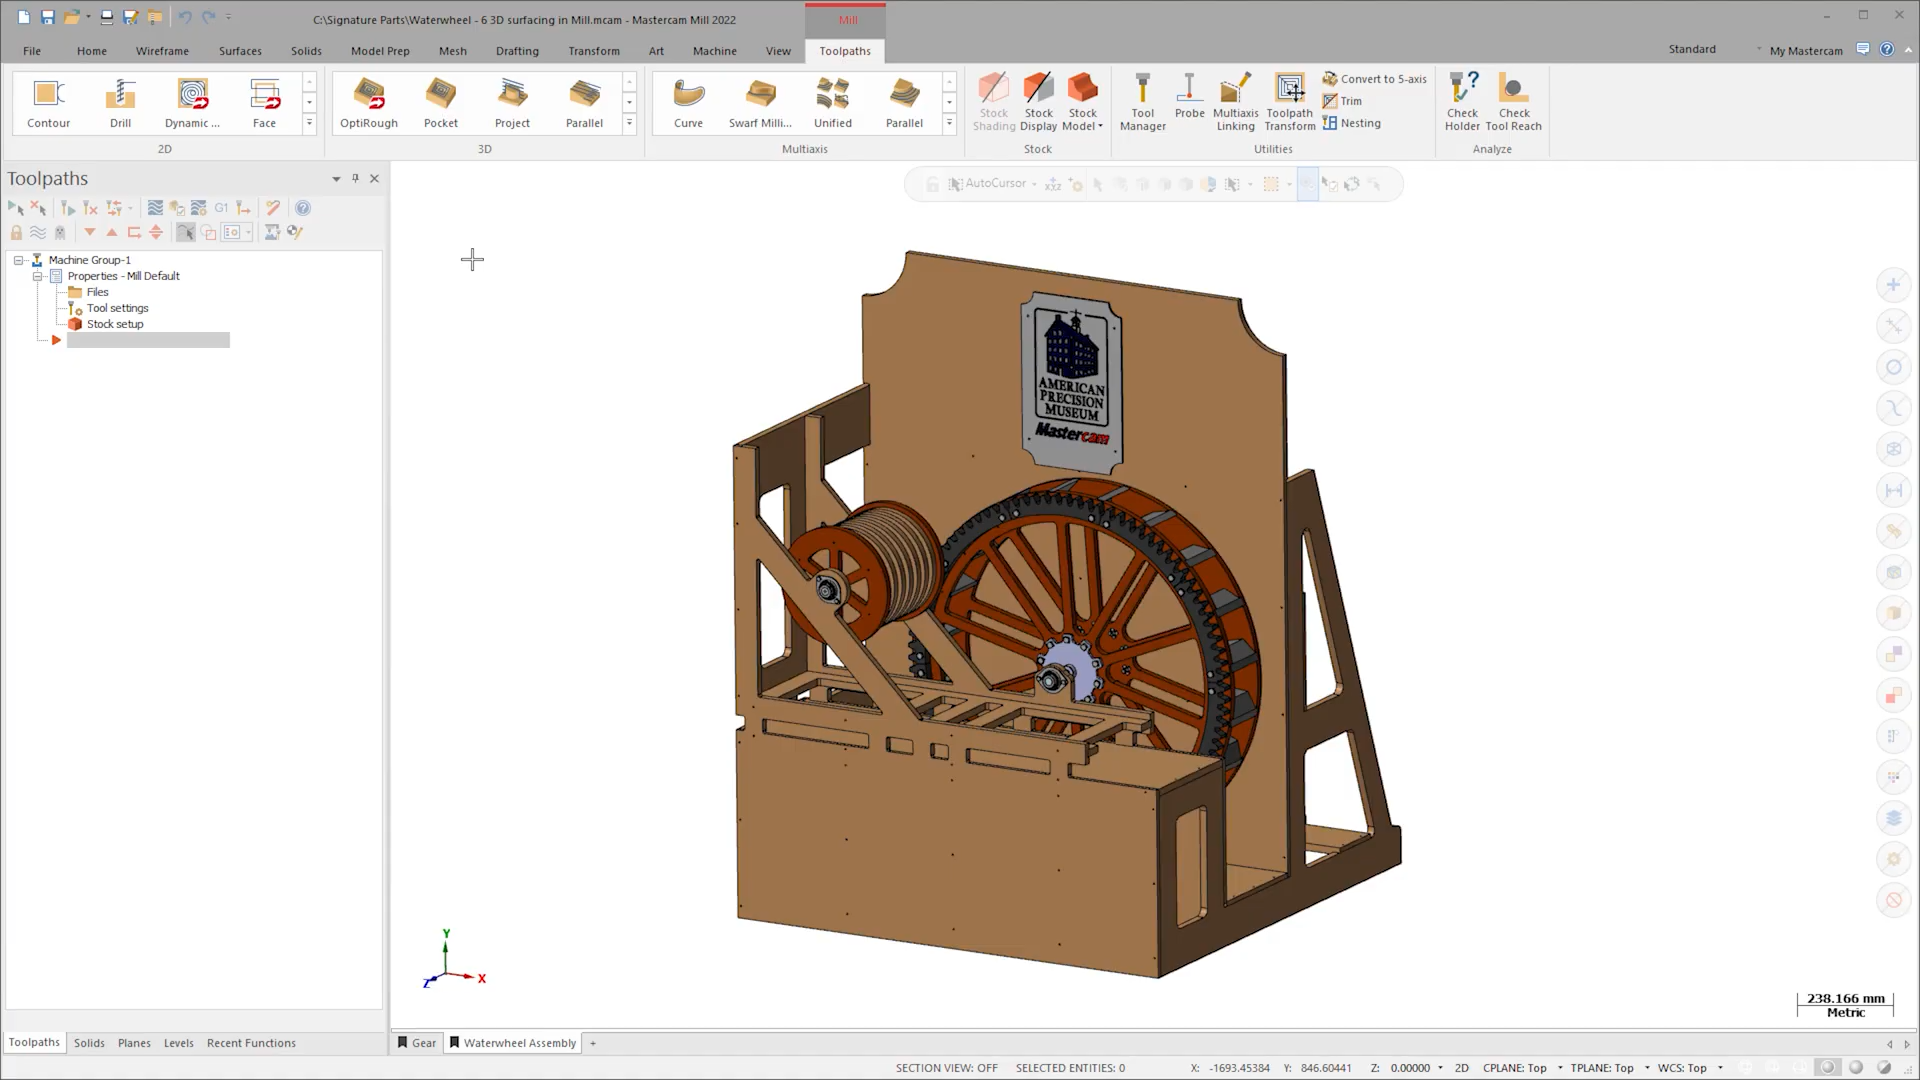 C:\Signature Parts\Waterwheel - 6 3D surfacing in Mill.mcam - Mastercam Mill 2022
Mill
File Home Wireframe Surfaces Solids Model Prep Mesh Drafting Transform Art Machine View Toolpaths
Standard My Mastercam
Contour Drill Dynamic ... Face
2D
OptiRough Pocket Project Parallel
3D
Curve Swarf Milli... Unified Parallel
Multiaxis
Stock Shading
Stock Display
Stock Model
Stock
Tool Manager
Probe
Multiaxis Linking
Toolpath Transform
Convert to 5-axis
Trim
Nesting
Utilities
Check Holder
Check Tool Reach
Analyze
Toolpaths
G1
AutoCursor
Machine Group-1
Properties - Mill Default
Files
Tool settings
Stock setup
AMERICAN
PRECISION
MUSEUM
Mastercam
Y
X
Z
238.166 mm
Metric
Toolpaths Solids Planes Levels Recent Functions
Gear Waterwheel Assembly +
SECTION VIEW: OFF SELECTED ENTITIES: 0 X: -1693.45384 Y: 846.60441 Z: 0.00000 2D CPLANE: Top TPLANE: Top WCS: Top